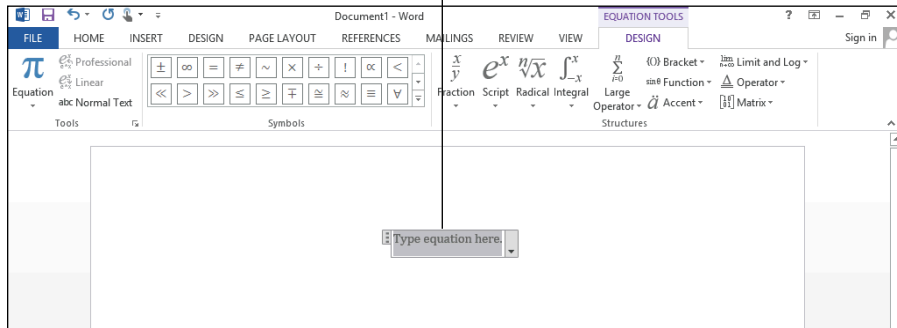 Document1 - Word
EQUATION TOOLS
?
FILE HOME INSERT DESIGN PAGE LAYOUT REFERENCES MAILINGS REVIEW VIEW DESIGN Sign in
π Equation
Professional
Linear
abc Normal Text
Tools
± ∞ = ≠ ~ × ÷ ! ∝ <
≪ > ≫ ≤ ≥ ∓ ≅ ≈ ≡ ∀
Symbols
x/y Fraction
eˣ Script
ⁿ√x Radical
∫ˣ₋ₓ Integral
Σ Large Operator
{()} Bracket
sinθ Function
ä Accent
lim n→∞ Limit and Log
Δ Operator
Matrix
Structures
Type equation here.